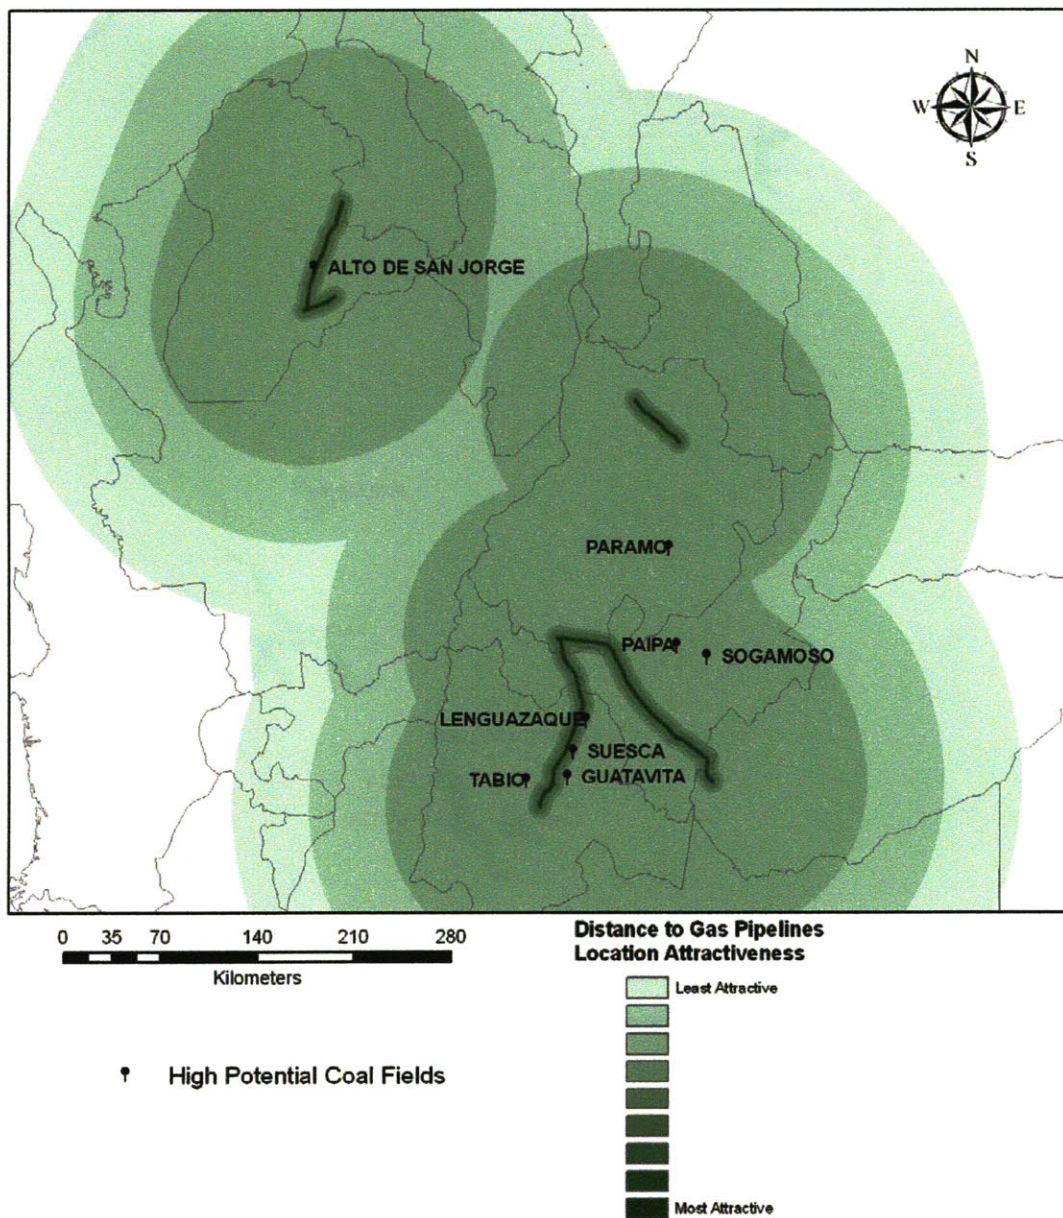 N
W E
S
ALTO DE SAN JORGE
PARAMO
PAIPA
SOGAMOSO
LENGUAZAQUE
SUESCA
TABIO
GUATAVITA
0 35 70 140 210 280
Kilometers
Distance to Gas Pipelines
Location Attractiveness
Least Attractive
Most Attractive
High Potential Coal Fields